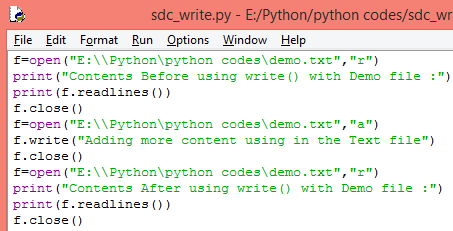 sdc_write.py - E:/Python/python codes/sdc_wr
File Edit Format Run Options Window Help
f=open("E:\\Python\python codes\demo.txt","r")
print("Contents Before using write() with Demo file :")
print(f.readlines())
f.close()
f=open("E:\\Python\python codes\demo.txt","a")
f.write("Adding more content using in the Text file")
f.close()
f=open("E:\\Python\python codes\demo.txt","r")
print("Contents After using write() with Demo file :")
print(f.readlines())
f.close()